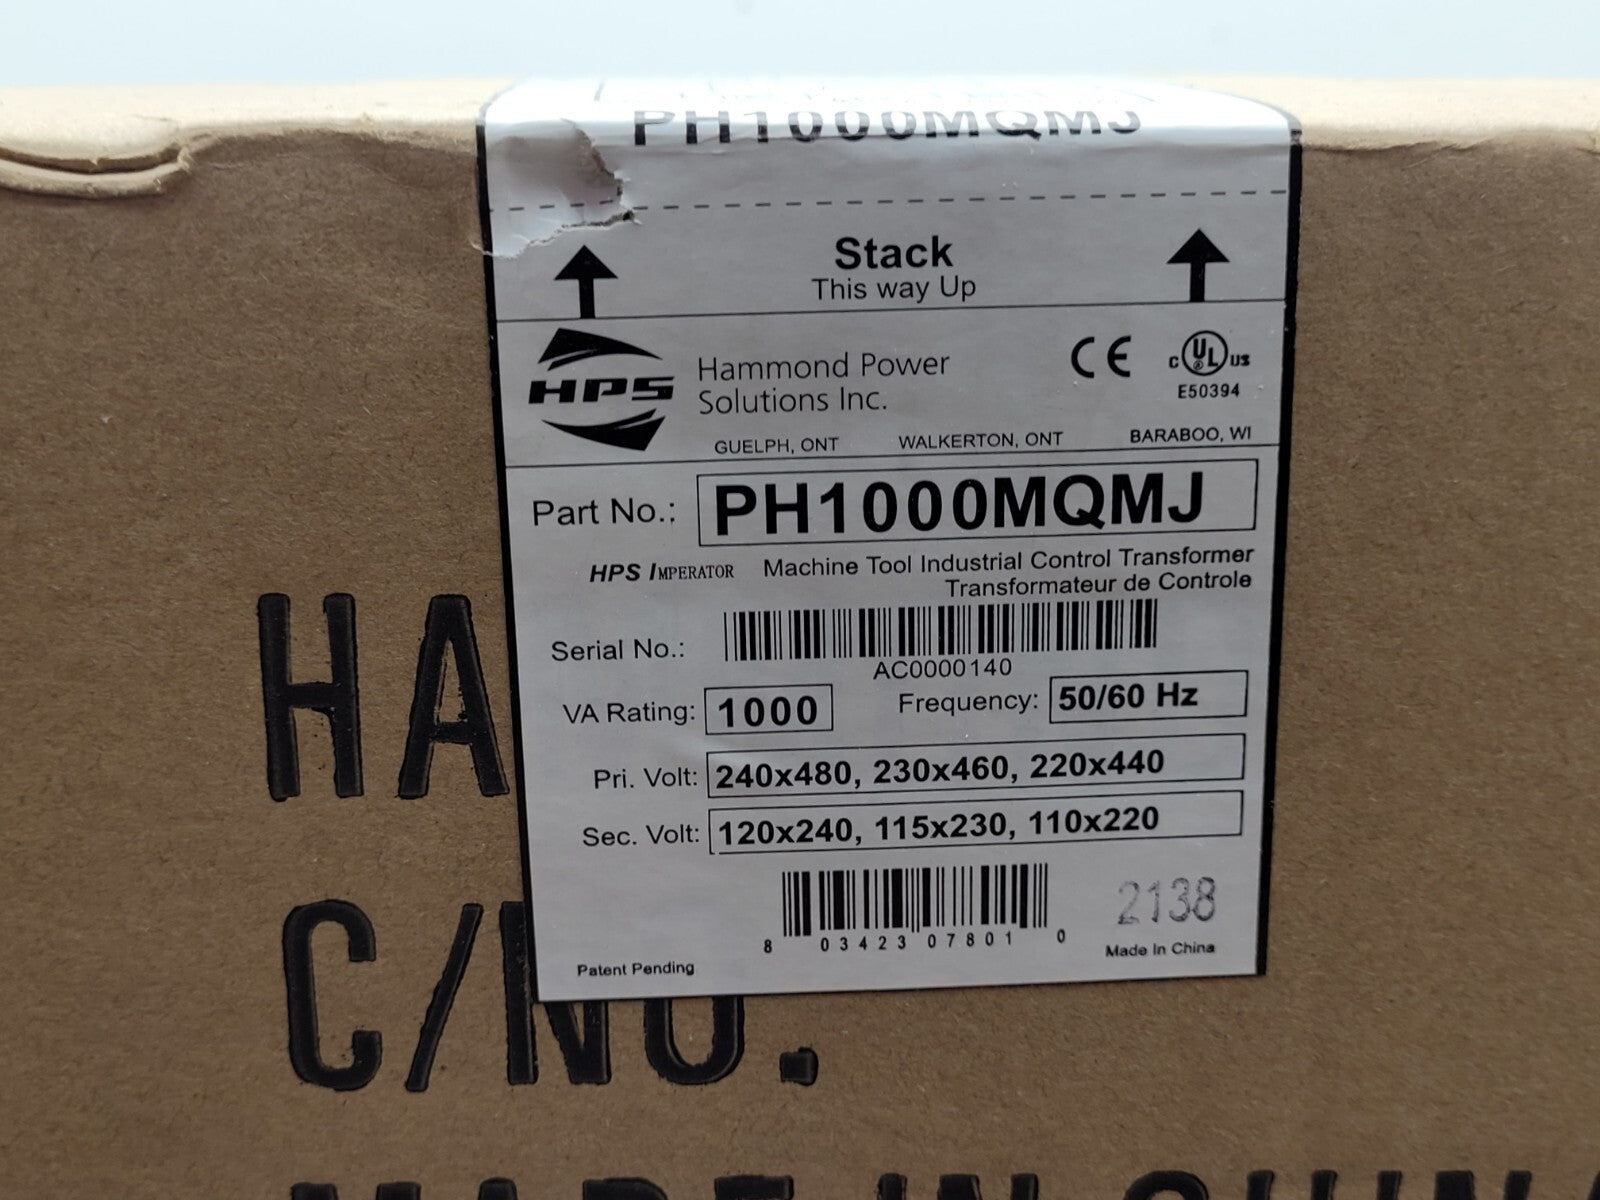 PH1000MQMJ
Stack
This way Up
HPS
Hammond Power
Solutions Inc.
CE
c UL us
E50394
GUELPH, ONT WALKERTON, ONT BARABOO, WI
Part No.: PH1000MQMJ
HPS IMPERATOR Machine Tool Industrial Control Transformer
Transformateur de Controle
Serial No.:
AC0000140
VA Rating: 1000 Frequency: 50/60 Hz
Pri. Volt: 240x480, 230x460, 220x440
Sec. Volt: 120x240, 115x230, 110x220
8 03423 07801 0
2138
Made In China
Patent Pending
HA
C/NO.
MADE IN CHINA